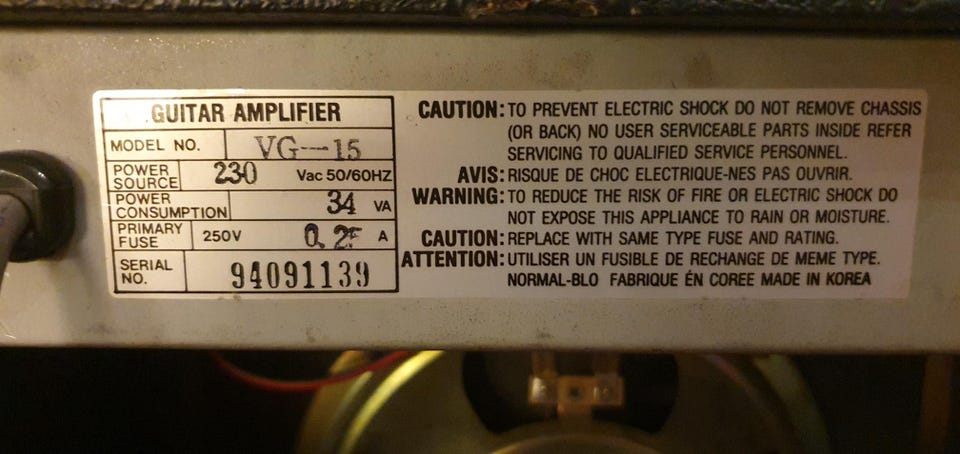 GUITAR AMPLIFIER
MODEL NO. VG--15
POWER SOURCE 230 Vac 50/60HZ
POWER CONSUMPTION 34 VA
PRIMARY FUSE 250V 0.25 A
SERIAL NO. 94091139
CAUTION: TO PREVENT ELECTRIC SHOCK DO NOT REMOVE CHASSIS
(OR BACK) NO USER SERVICEABLE PARTS INSIDE REFER
SERVICING TO QUALIFIED SERVICE PERSONNEL.
AVIS: RISQUE DE CHOC ELECTRIQUE-NES PAS OUVRIR.
WARNING: TO REDUCE THE RISK OF FIRE OR ELECTRIC SHOCK DO
NOT EXPOSE THIS APPLIANCE TO RAIN OR MOISTURE.
CAUTION: REPLACE WITH SAME TYPE FUSE AND RATING.
ATTENTION: UTILISER UN FUSIBLE DE RECHANGE DE MEME TYPE.
NORMAL-BLO FABRIQUE ÉN COREE MADE IN KOREA